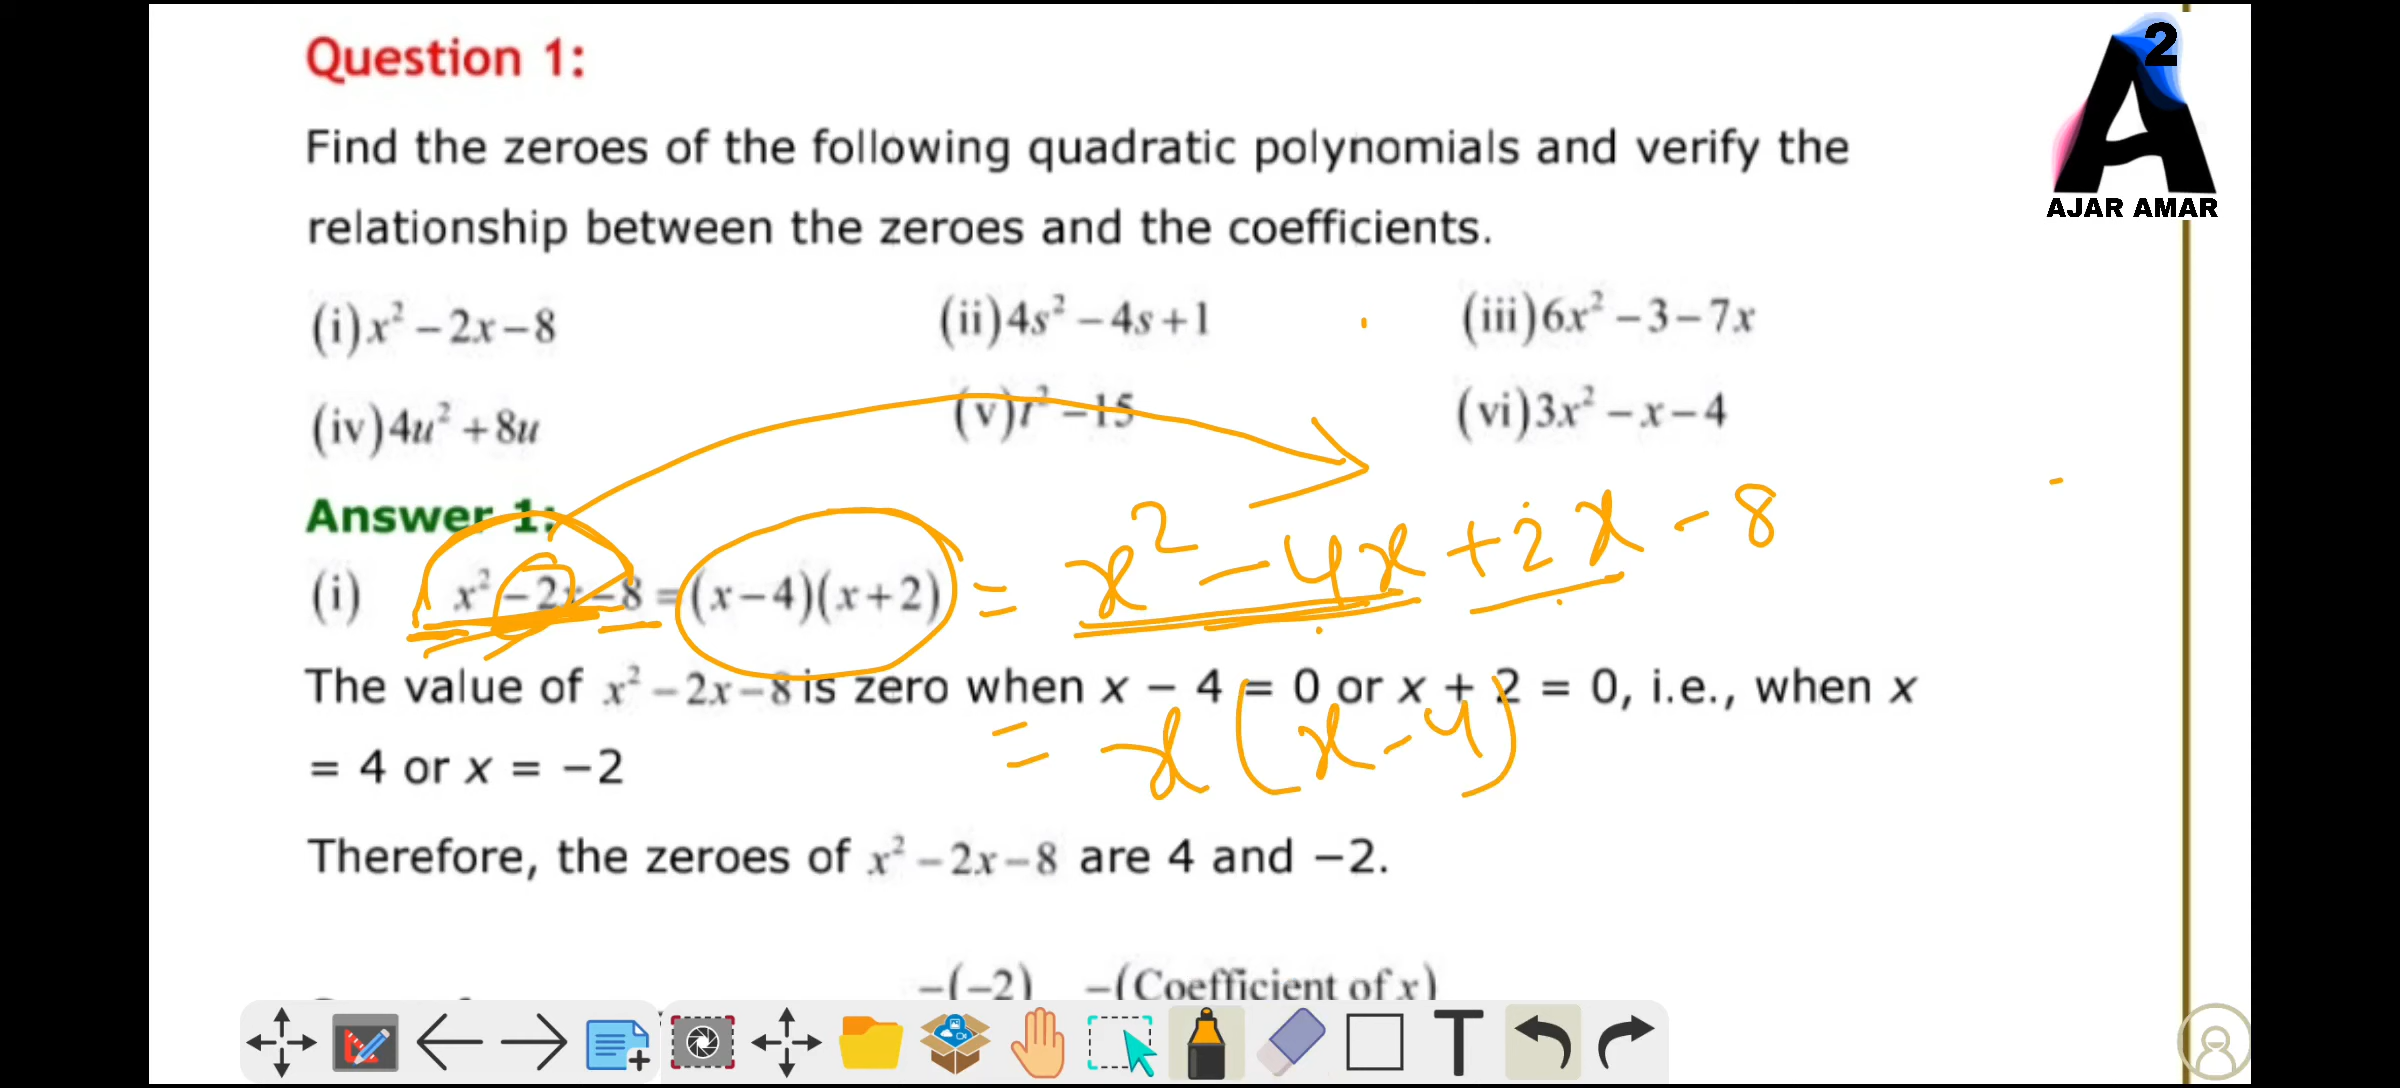 Question 1:
2
Find the zeroes of the following quadratic polynomials and verify the
relationship between the zeroes and the coefficients.
AJAR AMAR
(i) x² – 2x – 8 (ii) 4s² – 4s + 1 (iii) 6x² – 3 – 7x
(iv) 4u² + 8u (v) t² – 15 (vi) 3x² – x – 4
Answer 1:
(i) x² – 2x – 8 = (x – 4)(x + 2) = x² – 4x + 2x – 8
The value of x² – 2x – 8 is zero when x − 4 = 0 or x + 2 = 0, i.e., when x
= x (x – 4)
= 4 or x = −2
Therefore, the zeroes of x² – 2x – 8 are 4 and −2.
–(–2) –(Coefficient of x)
T